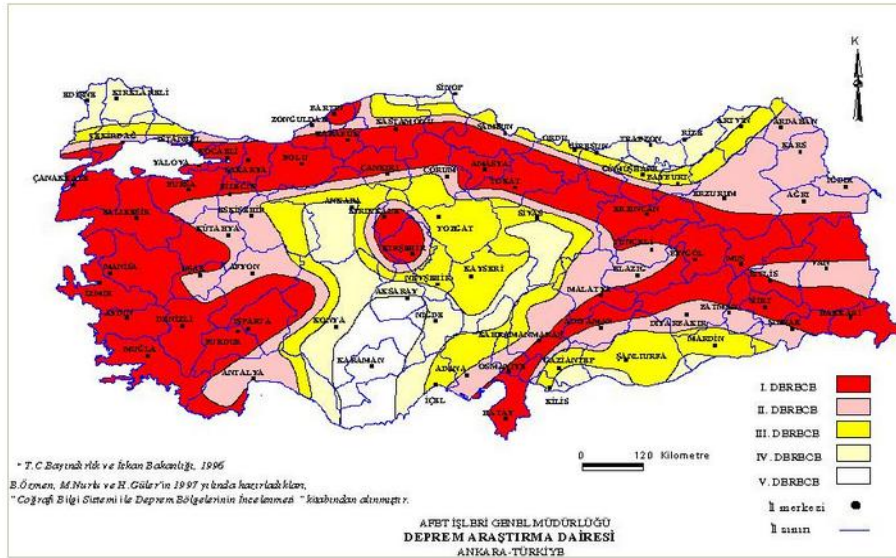 K
SİNOP
EDİRNE
KIRKLARELİ
BARTIN
ZONGULDAK
KASTAMONU
ARTVİN
ARDAHAN
TEKİRDAĞ
İSTANBUL
KARABÜK
SAMSUN
ORDU
GİRESUN
TRABZON
RİZE
KOCAELİ
KARS
YALOVA
SAKARYA
BOLU
ÇANKIRI
ÇORUM
AMASYA
TOKAT
GÜMÜŞHANE
BAYBURT
ÇANAKKALE
BURSA
BİLECİK
ERZURUM
AĞRI
IĞDIR
ANKARA
KIRIKKALE
ERZİNCAN
BALIKESİR
ESKİŞEHİR
YOZGAT
SİVAS
KÜTAHYA
KIRŞEHİR
TUNCELİ
BİNGÖL
MUŞ
MANİSA
UŞAK
AFYON
NEVŞEHİR
KAYSERİ
ELAZIĞ
BİTLİS
VAN
İZMİR
AKSARAY
MALATYA
SİİRT
AYDIN
DENİZLİ
ISPARTA
KONYA
NİĞDE
KAHRAMANMARAŞ
ADIYAMAN
DİYARBAKIR
BATMAN
ŞIRNAK
HAKKARİ
BURDUR
MARDİN
MUĞLA
KARAMAN
GAZİANTEP
ŞANLIURFA
ANTALYA
ADANA
OSMANİYE
İÇEL
KİLİS
HATAY
I. DERECE
II. DERECE
III. DERECE
IV. DERECE
V. DERECE
İl merkezi
İl sınırı
0 120 Kilometre
* T.C.Bayındırlık ve İskan Bakanlığı, 1996
B.Özmen, M.Nurlu ve H.Güler'in 1997 yılında hazırladıkları,
"Coğrafi Bilgi Sistemi ile Deprem Bölgelerinin İncelenmesi" kitabından alınmıştır.
AFET İŞLERİ GENEL MÜDÜRLÜĞÜ
DEPREM ARAŞTIRMA DAİRESİ
ANKARA-TÜRKİYE